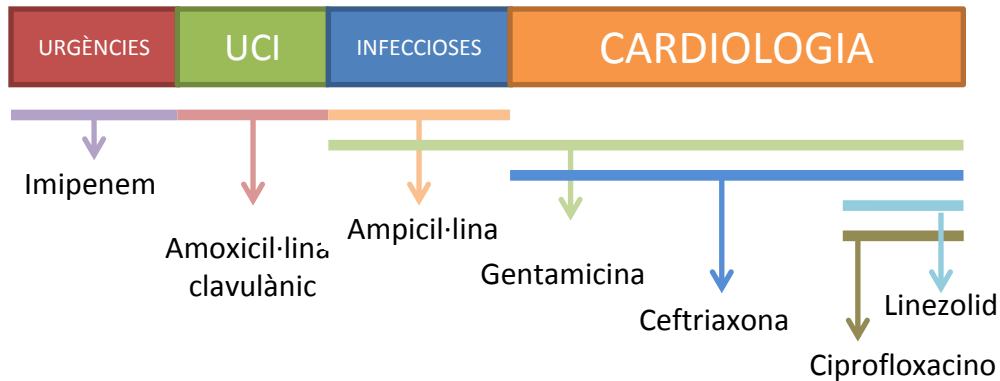 URGÈNCIES
UCI
INFECCIOSES
CARDIOLOGIA
Imipenem
Amoxicil·lina
clavulànic
Ampicil·lina
Gentamicina
Ceftriaxona
Linezolid
Ciprofloxacino